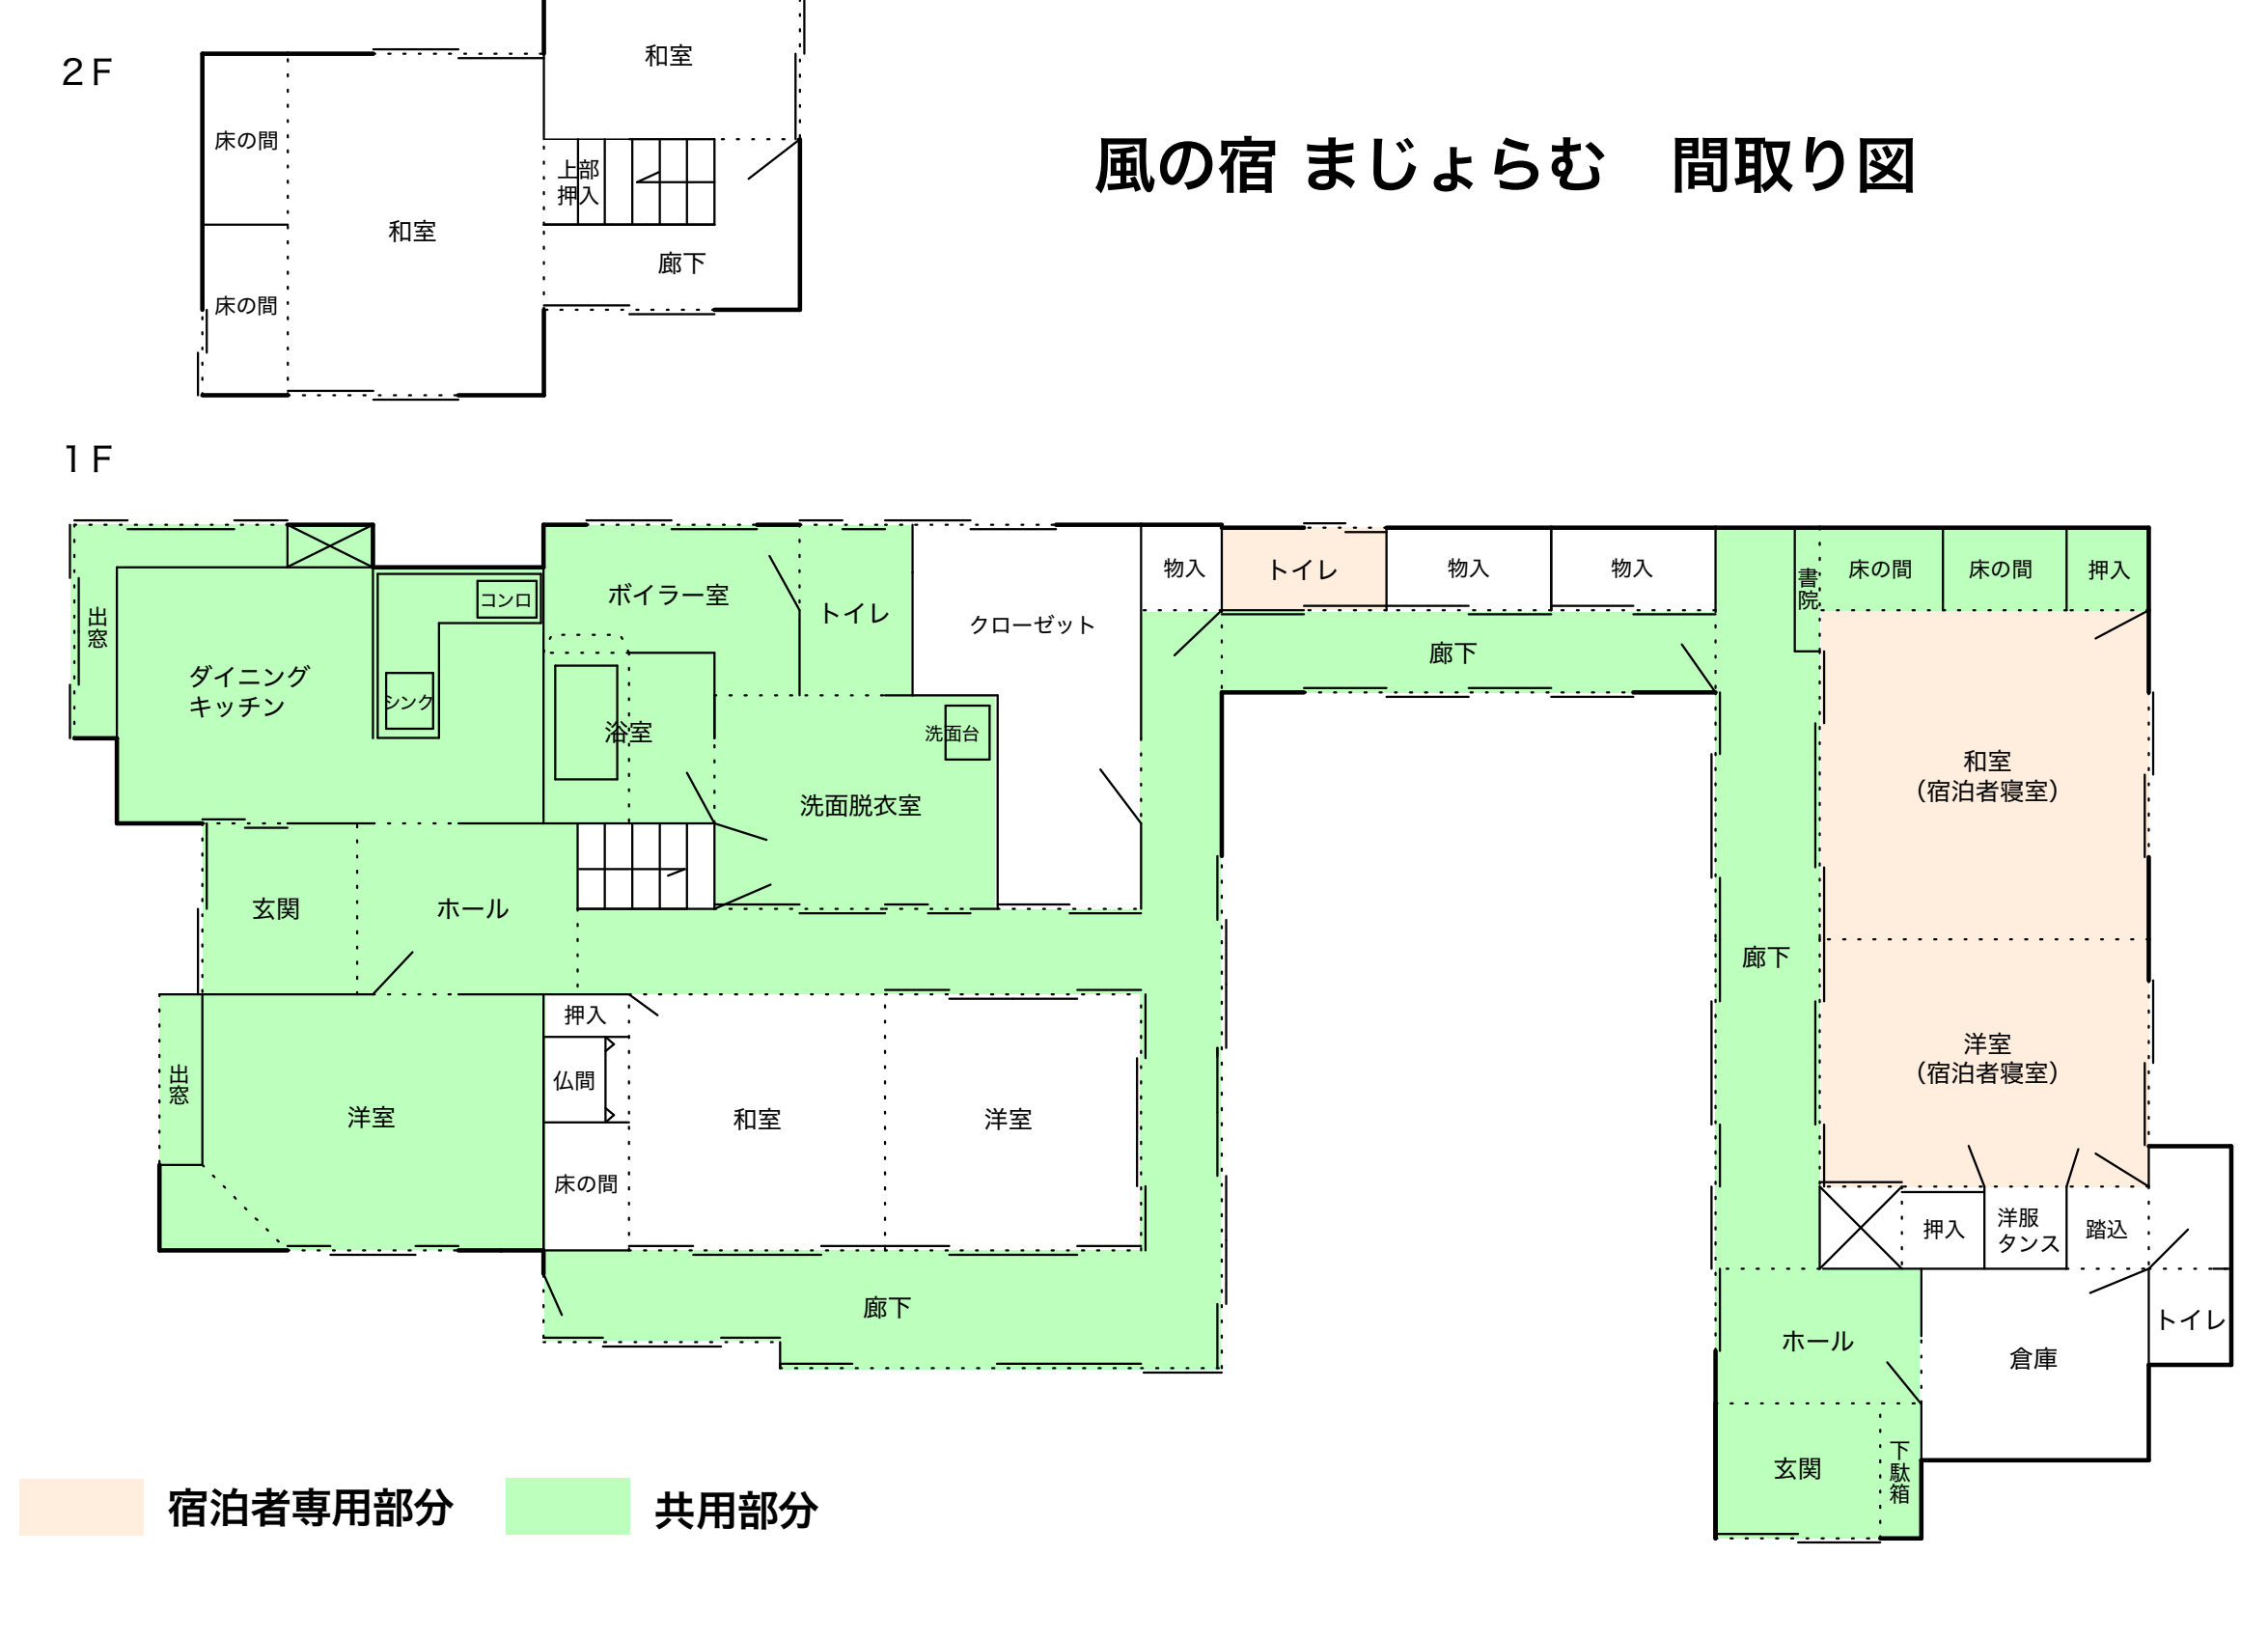 ２Ｆ
和室
床の間
上部
押入
和室
廊下
床の間
風の宿 まじょらむ　間取り図
１Ｆ
出窓
ダイニング
キッチン
コンロ
シンク
ボイラー室
トイレ
クローゼット
物入
トイレ
物入
物入
書院
床の間
床の間
押入
廊下
浴室
洗面台
洗面脱衣室
和室
（宿泊者寝室）
玄関
ホール
廊下
押入
出窓
洋室
仏間
和室
洋室
床の間
洋室
（宿泊者寝室）
押入
洋服
タンス
踏込
廊下
ホール
倉庫
トイレ
玄関
下駄箱
宿泊者専用部分
共用部分